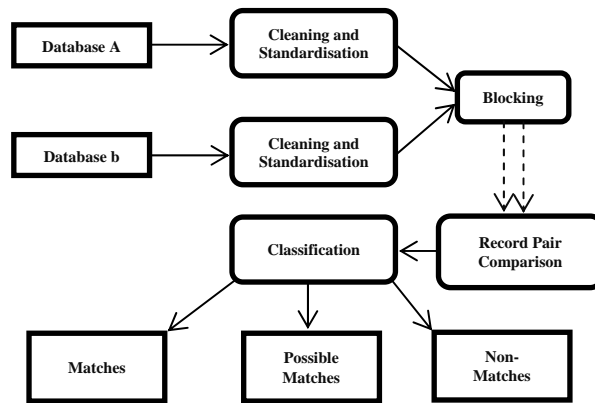 Database A
Cleaning and
Standardisation
Blocking
Database b
Cleaning and
Standardisation
Classification
Record Pair
Comparison
Matches
Possible
Matches
Non-
Matches